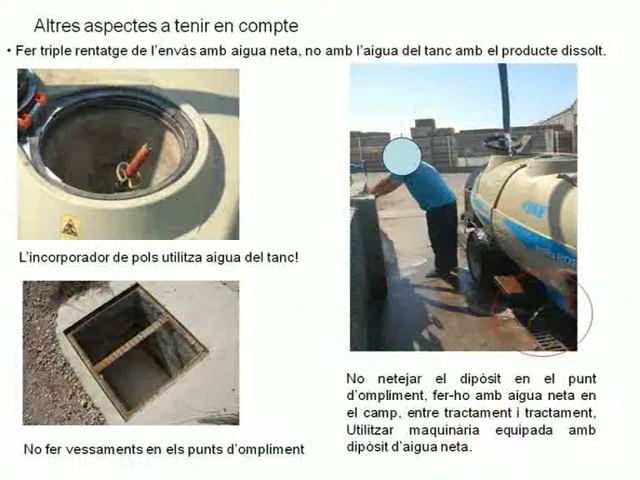 Altres aspectes a tenir en compte
• Fer triple rentatge de l'envàs amb aigua neta, no amb l'aigua del tanc amb el producte dissolt.
L'incorporador de pols utilitza aigua del tanc!
No fer vessaments en els punts d'ompliment
No netejar el dipòsit en el punt
d'ompliment, fer-ho amb aigua neta en
el camp, entre tractament i tractament,
Utilitzar maquinària equipada amb
dipòsit d'aigua neta.